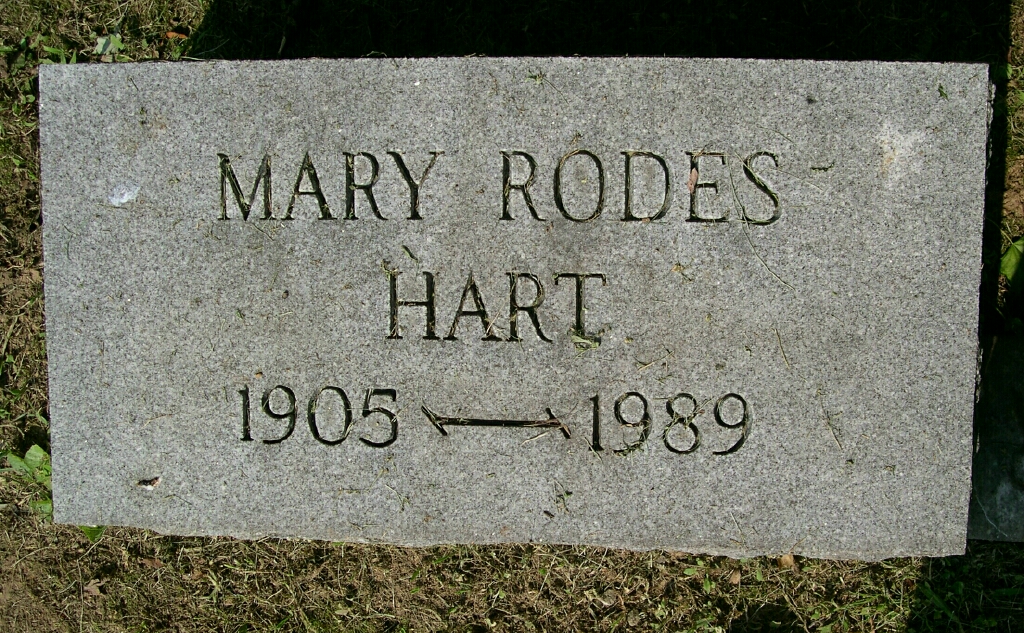 MARY RODES
HART
1905 — 1989